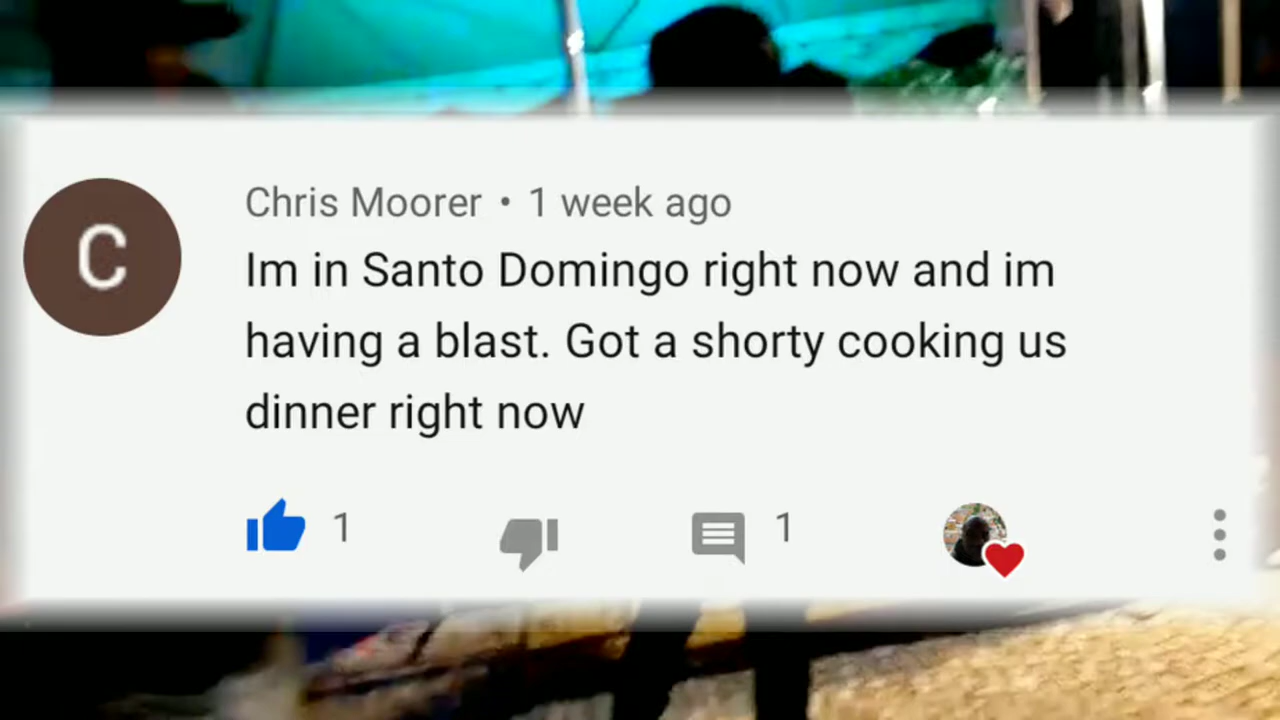 C
Chris Moorer • 1 week ago
Im in Santo Domingo right now and im
having a blast. Got a shorty cooking us
dinner right now
1
1